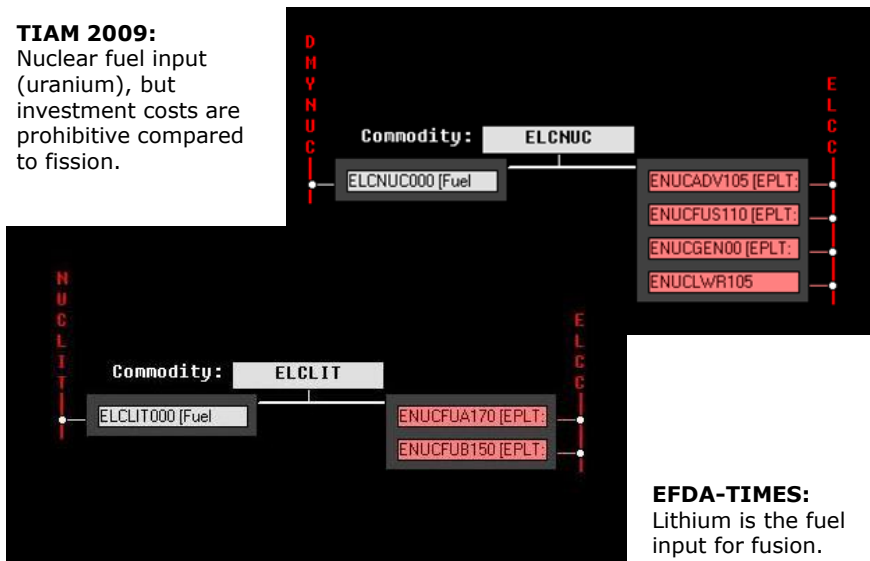 TIAM 2009:
Nuclear fuel input
(uranium), but
investment costs are
prohibitive compared
to fission.
DMYNUC
Commodity: ELCNUC
ELCNUC000 [Fuel
ENUCADV105 [EPLT:
ENUCFUS110 [EPLT:
ENUCGEN00 [EPLT:
ENUCLWR105
ELCC
NUCLIT
Commodity: ELCLIT
ELCLIT000 [Fuel
ENUCFUA170 [EPLT:
ENUCFUB150 [EPLT:
ELCC
EFDA-TIMES:
Lithium is the fuel
input for fusion.